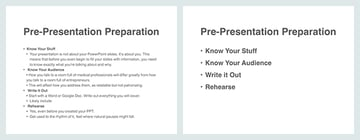 Pre-Presentation Preparation
• Know Your Stuff
• Your presentation is not about your PowerPoint slides. It's about you. This
means that before you even begin to fill your slides with information, you need
to know exactly what you're talking about and why.
• Know Your Audience
• How you talk to a room full of medical professionals will differ greatly from how
you talk to a room full of entrepreneurs
• This will affect how you address them, as relatable but not patronizing.
• Write it Out
• Start with a Word or Google Doc. Write out everything you will cover.
• Likely include
• Rehearse
• Yes, even before you created your PPT.
• Get used to the rhythm of it, feel where natural pauses might fall.
Pre-Presentation Preparation
• Know Your Stuff
• Know Your Audience
• Write it Out
• Rehearse